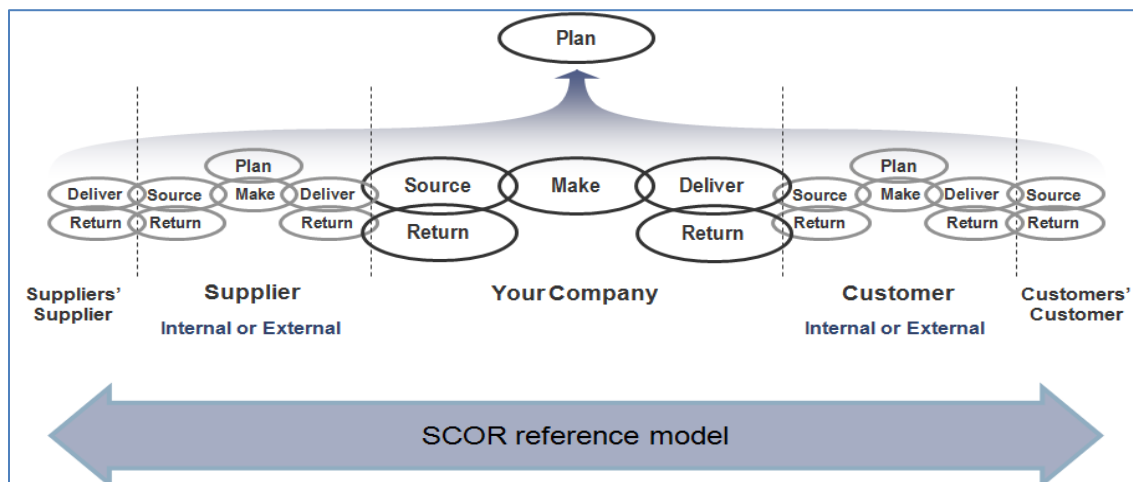 Plan
Plan
Plan
Deliver Source Make Deliver Source Make Deliver Source Make Deliver Source
Return Return Return Return Return Return Return Return
Suppliers' Supplier Your Company Customer Customers'
Supplier Customer
Internal or External Internal or External
SCOR reference model